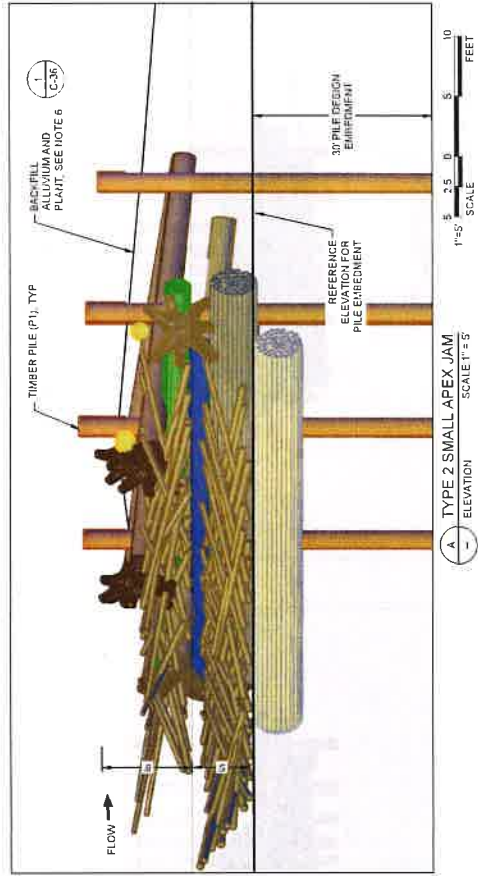 FLOW
TIMBER PILE (P1), TYP
BACKFILL
ALLUVIUM AND
PLANT, SEE NOTE 6
1
C-36
REFERENCE
ELEVATION FOR
PILE EMBEDMENT
30' PILE DESIGN
EMBEDMENT
A
TYPE 2 SMALL APEX JAM
ELEVATION
SCALE 1" = 5'
5 2.5 0 5 10
1"=5' SCALE FEET